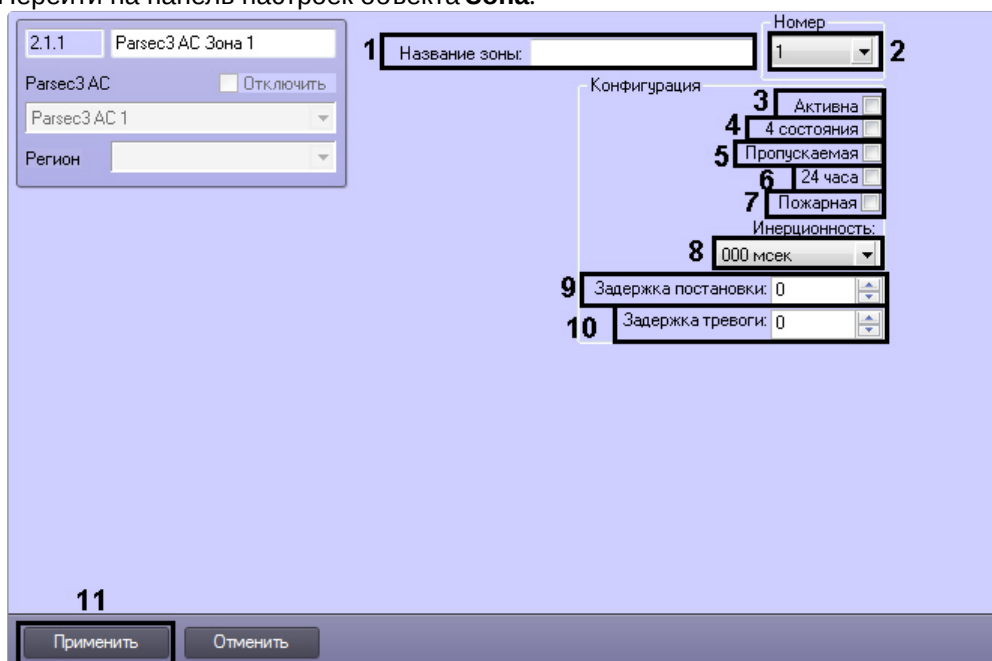 Перейти на панель настроек объекта Зона.
2.1.1 Parsec3 AC Зона 1
Parsec3 AC Отключить
Parsec3 AC 1
Регион
1 Название зоны:
Номер
1 2
Конфигурация
3 Активна
4 4 состояния
5 Пропускаемая
6 24 часа
7 Пожарная
Инерционность:
8 000 мсек
9 Задержка постановки: 0
10 Задержка тревоги: 0
11
Применить Отменить